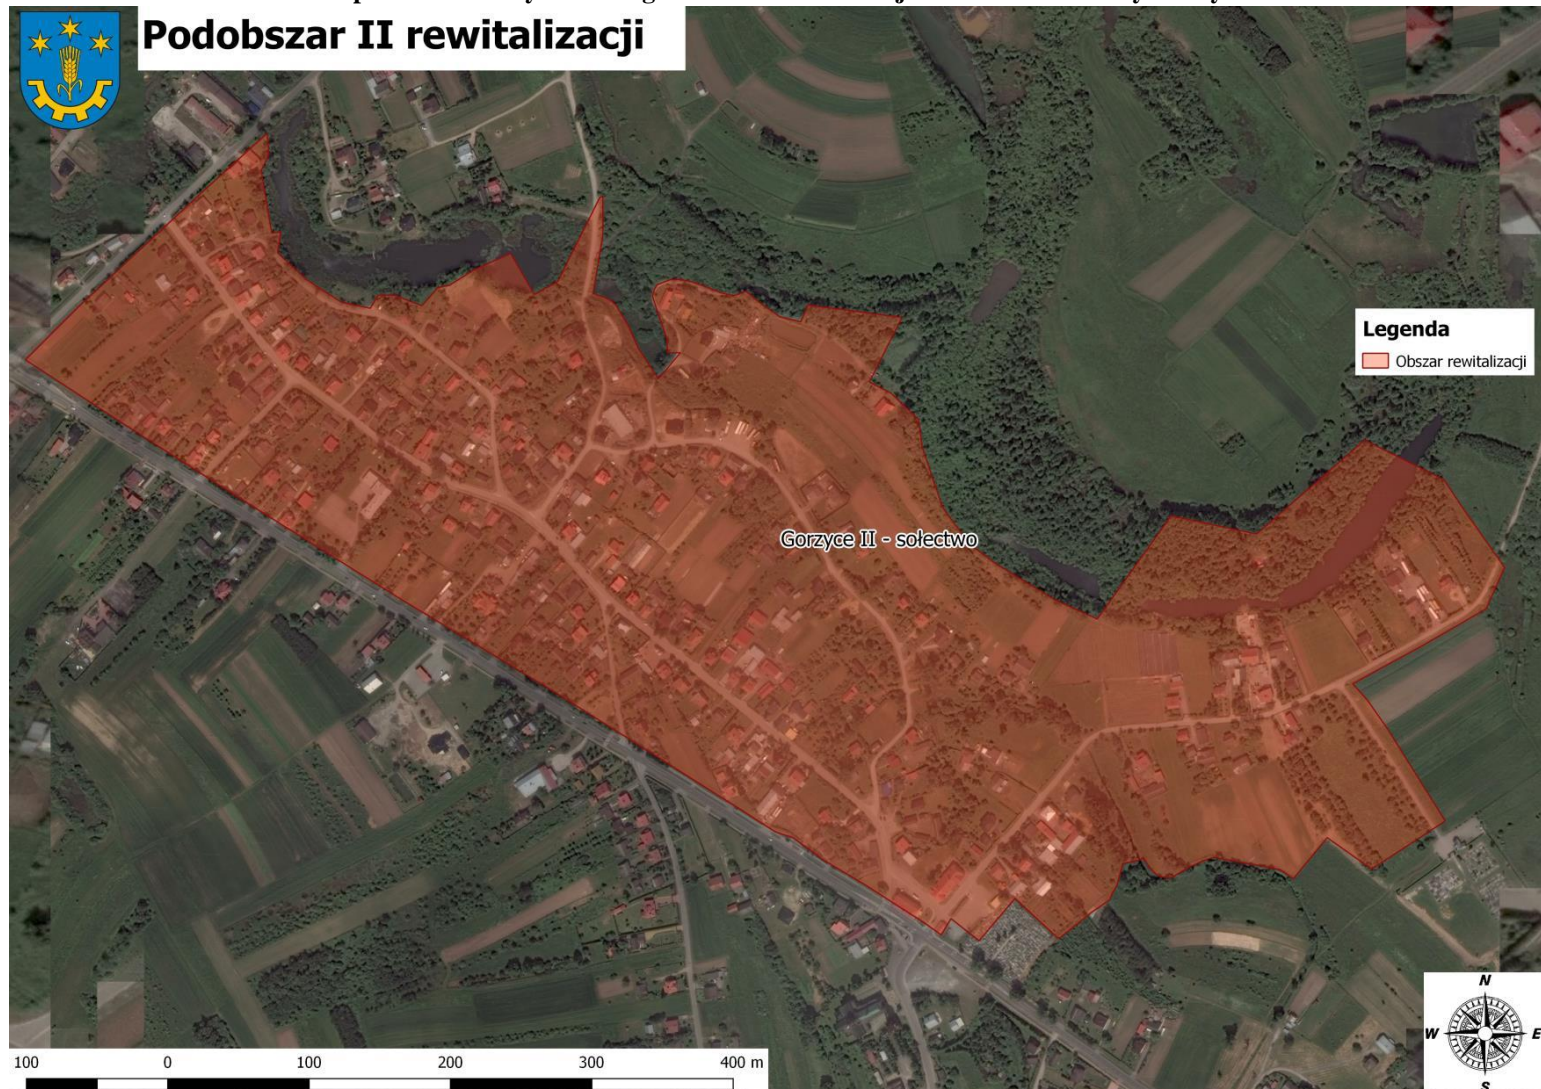 Podobszar II rewitalizacji
Legenda
Obszar rewitalizacji
Gorzyce II - sołectwo
N
W E
S
100 0 100 200 300 400 m